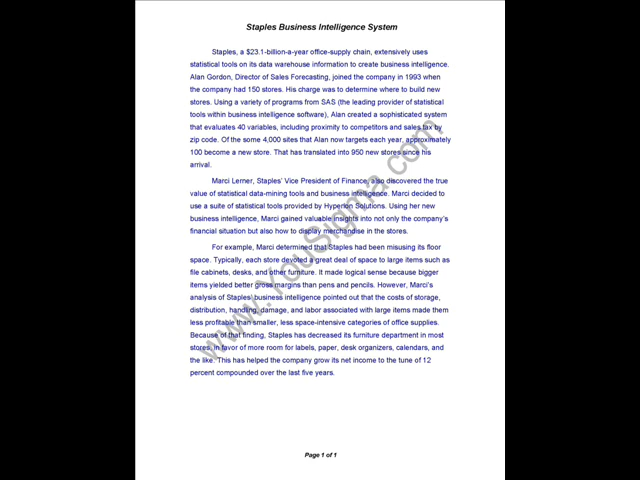 Staples Business Intelligence System
Staples, a $23.1-billion-a-year office-supply chain, extensively uses
statistical tools on its data warehouse information to create business intelligence.
Alan Gordon, Director of Sales Forecasting, joined the company in 1993 when
the company had 150 stores. His charge was to determine where to build new
stores. Using a variety of programs from SAS (the leading provider of statistical
tools within business intelligence software), Alan created a sophisticated system
that evaluates 40 variables, including proximity to competitors and sales tax by
zip code. Of the some 4,000 sites that Alan now targets each year, approximately
100 become a new store. That has translated into 950 new stores since his
arrival.
Marci Lerner, Staples' Vice President of Finance, also discovered the true
value of statistical data-mining tools and business intelligence. Marci decided to
use a suite of statistical tools provided by Hyperion Solutions. Using her new
business intelligence, Marci gained valuable insights into not only the company's
financial situation but also how to display merchandise in the stores.
For example, Marci determined that Staples had been misusing its floor
space. Typically, each store devoted a great deal of space to large items such as
file cabinets, desks, and other furniture. It made logical sense because bigger
items yielded better gross margins than pens and pencils. However, Marci's
analysis of Staples' business intelligence pointed out that the costs of storage,
distribution, handling, damage, and labor associated with large items made them
less profitable than smaller, less space-intensive categories of office supplies.
Because of that finding, Staples has decreased its furniture department in most
stores, in favor of more room for labels, paper, desk organizers, calendars, and
the like. This has helped the company grow its net income to the tune of 12
percent compounded over the last five years.
www.YouSigma.com
Page 1 of 1